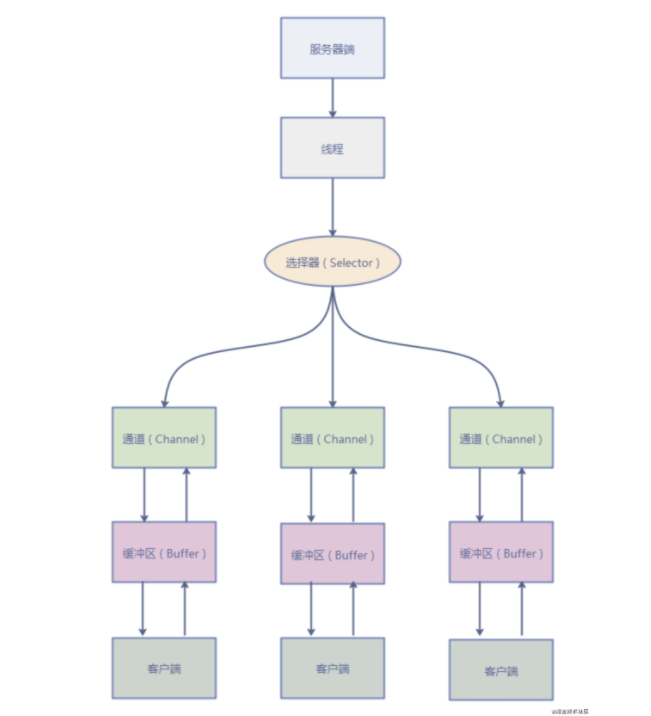 服务器端
线程
选择器 ( Selector )
通道 ( Channel )
通道 ( Channel )
通道 ( Channel )
缓冲区 ( Buffer )
缓冲区 ( Buffer )
缓冲区 ( Buffer )
客户端
客户端
客户端